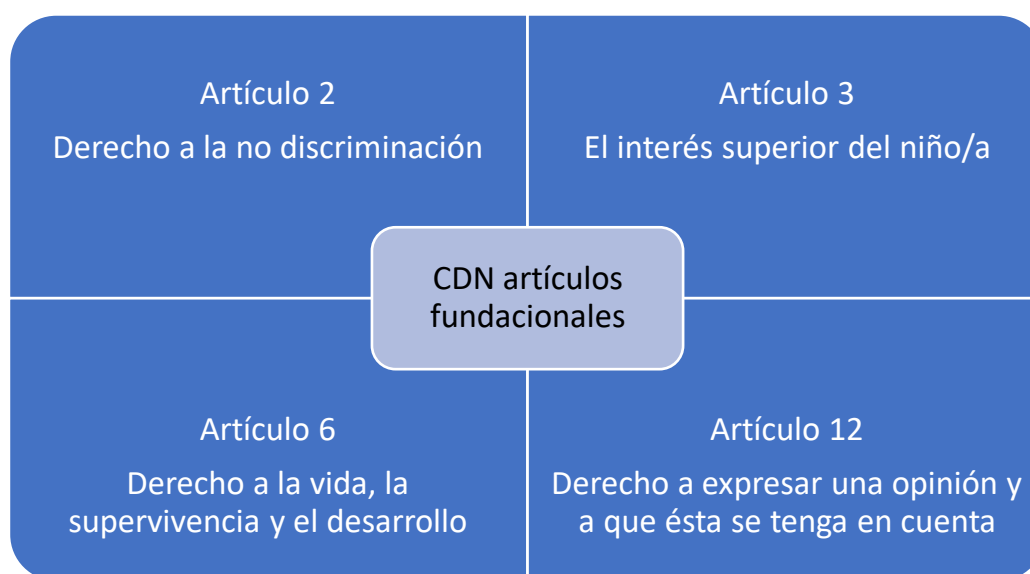 Artículo 2
Derecho a la no discriminación
Artículo 3
El interés superior del niño/a
CDN artículos
fundacionales
Artículo 6
Derecho a la vida, la
supervivencia y el desarrollo
Artículo 12
Derecho a expresar una opinión y
a que ésta se tenga en cuenta